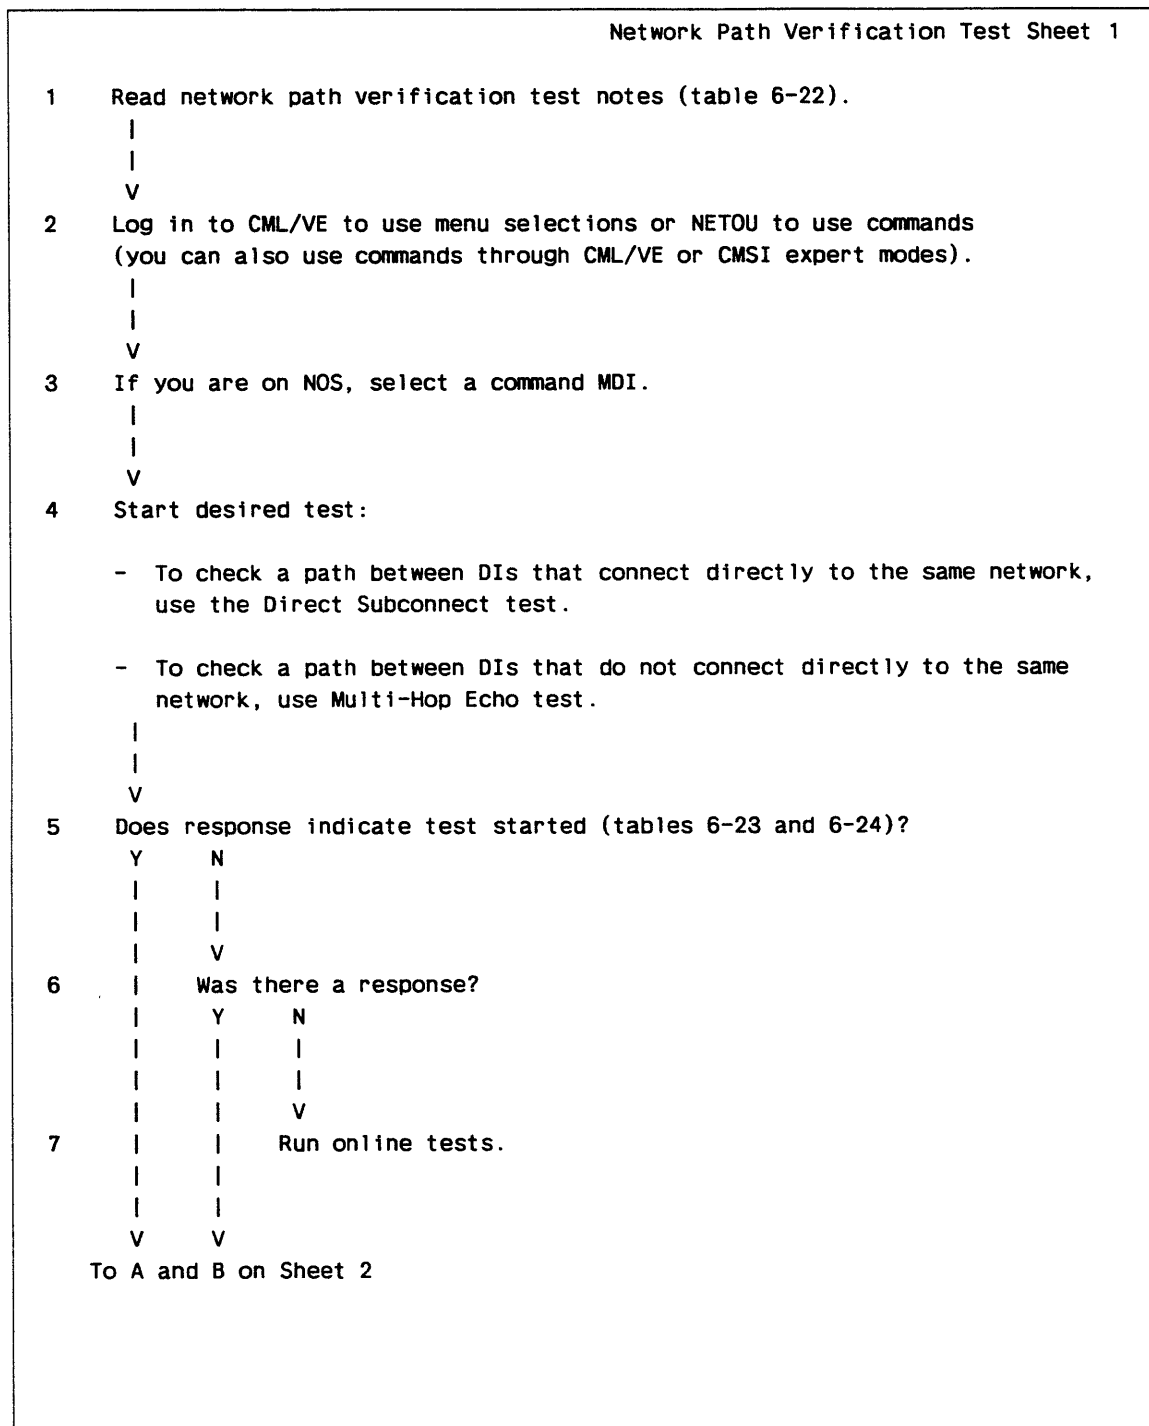 Network Path Verification Test Sheet 1
1 Read network path verification test notes (table 6-22).
|
|
V
2 Log in to CML/VE to use menu selections or NETOU to use commands
(you can also use commands through CML/VE or CMSI expert modes).
|
|
V
3 If you are on NOS, select a command MDI.
|
|
V
4 Start desired test:
- To check a path between DIs that connect directly to the same network,
use the Direct Subconnect test.
- To check a path between DIs that do not connect directly to the same
network, use Multi-Hop Echo test.
|
|
V
5 Does response indicate test started (tables 6-23 and 6-24)?
Y N
| |
| |
| V
6 | Was there a response?
| Y N
| | |
| | |
| | V
7 | | Run online tests.
| |
| |
V V
To A and B on Sheet 2